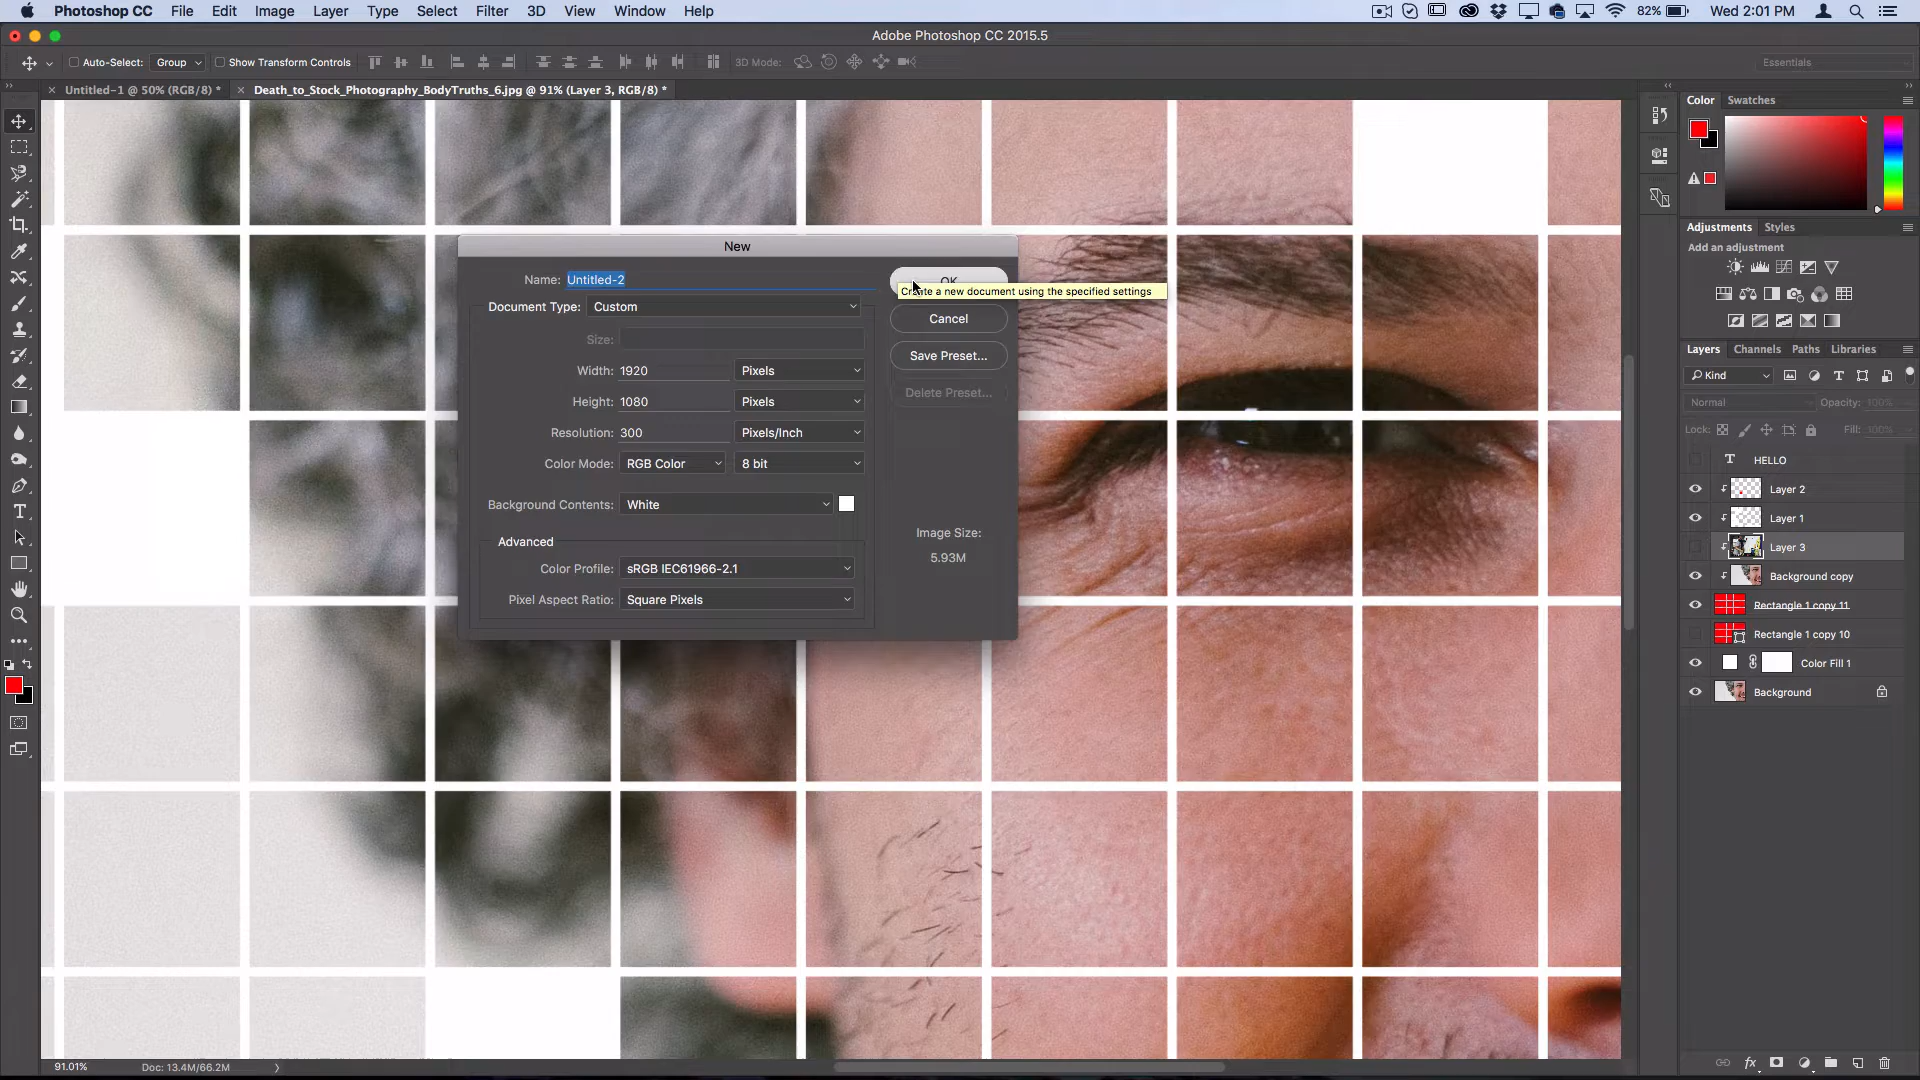 Photoshop CC File Edit Image Layer Type Select Filter 3D View Window Help 82% Wed 2:01 PM
Adobe Photoshop CC 2015.5
Auto-Select: Group Show Transform Controls 3D Mode: Essentials
Untitled-1 @ 50% (RGB/8) * Death_to_Stock_Photography_BodyTruths_6.jpg @ 91% (Layer 3, RGB/8) *
New
Name: Untitled-2
OK
Create a new document using the specified settings
Document Type: Custom
Cancel
Size:
Save Preset...
Width: 1920 Pixels
Delete Preset...
Height: 1080 Pixels
Resolution: 300 Pixels/Inch
Color Mode: RGB Color 8 bit
Background Contents: White
Image Size:
5.93M
Advanced
Color Profile: sRGB IEC61966-2.1
Pixel Aspect Ratio: Square Pixels
Color Swatches
Adjustments Styles
Add an adjustment
Layers Channels Paths Libraries
Kind
Normal Opacity: 100%
Lock: Fill: 100%
T HELLO
Layer 2
Layer 1
Layer 3
Background copy
Rectangle 1 copy 11
Rectangle 1 copy 10
Color Fill 1
Background
91.01% Doc: 13.4M/66.2M